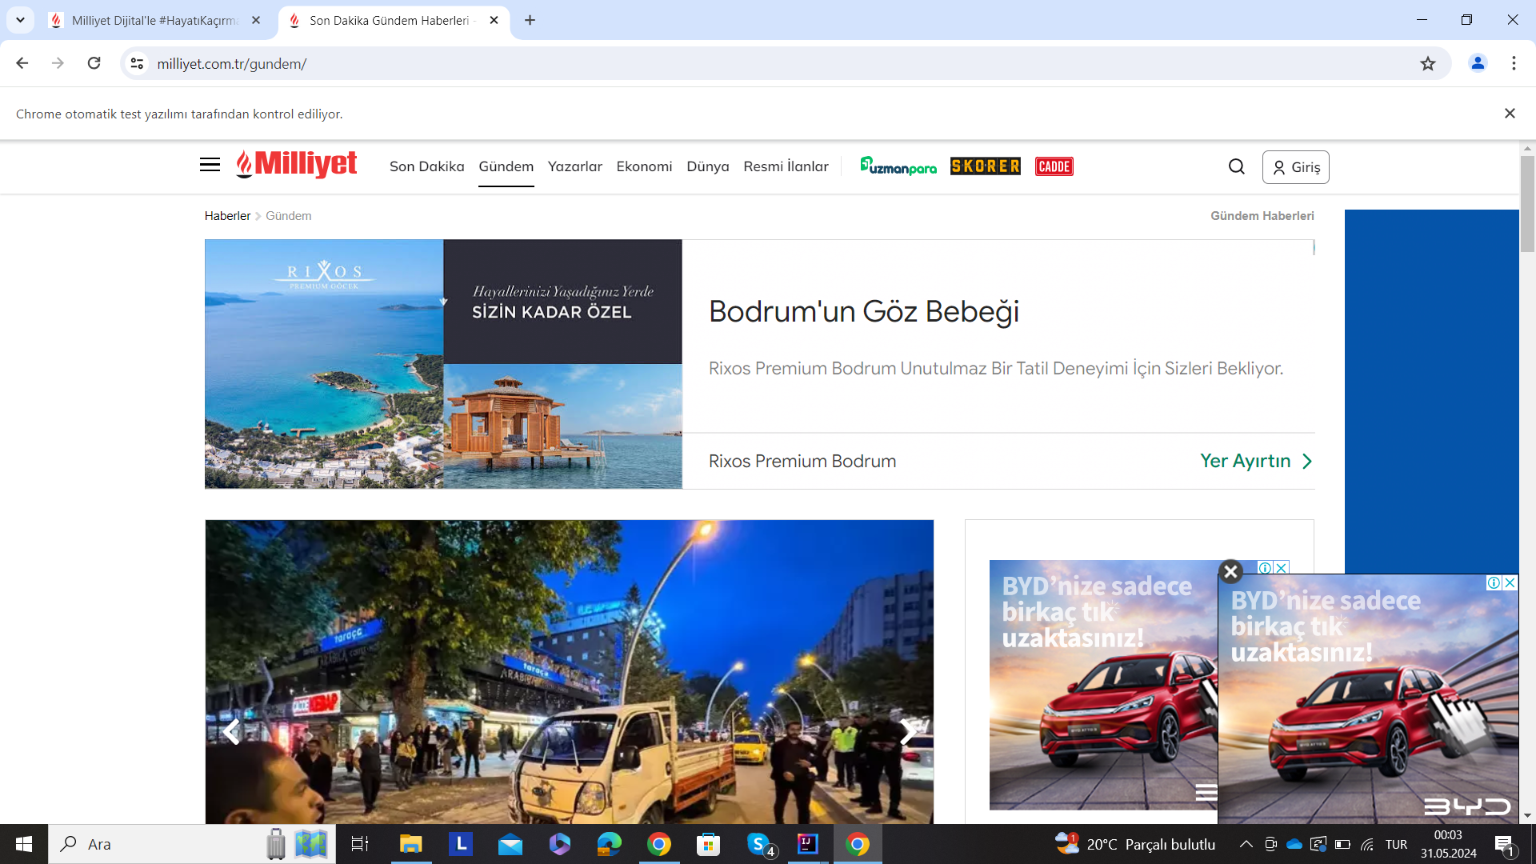 Milliyet Dijital'le #HayatıKaçırma
Son Dakika Gündem Haberleri
milliyet.com.tr/gundem/
Chrome otomatik test yazılımı tarafından kontrol ediliyor.
Milliyet
Son Dakika
Gündem
Yazarlar
Ekonomi
Dünya
Resmi İlanlar
uzmanpara
SKORER
CADDE
Giriş
Haberler
Gündem
Gündem Haberleri
RIXOS
PREMIUM GÖCEK
Hayallerinizi Yaşadığınız Yerde
SİZİN KADAR ÖZEL
Bodrum'un Göz Bebeği
Rixos Premium Bodrum Unutulmaz Bir Tatil Deneyimi İçin Sizleri Bekliyor.
Rixos Premium Bodrum
Yer Ayırtın
BYD'nize sadece
birkaç tık
uzaktasınız!
BYD'nize sadece
birkaç tık
uzaktasınız!
BYD
Ara
L
4
1
20°C Parçalı bulutlu
TUR
00:03
31.05.2024
1